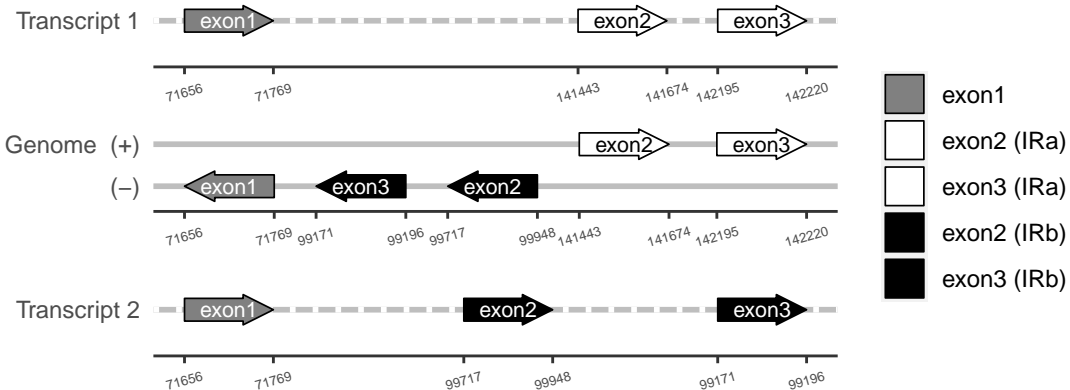 Transcript 1 exon1 exon2 exon3
71656 71769 141443 141674 142195 142220
Genome (+) exon2 exon3
(−) exon1 exon3 exon2
71656 71769 99171 99196 99717 99948 141443 141674 142195 142220
Transcript 2 exon1 exon2 exon3
71656 71769 99717 99948 99171 99196
exon1
exon2 (IRa)
exon3 (IRa)
exon2 (IRb)
exon3 (IRb)